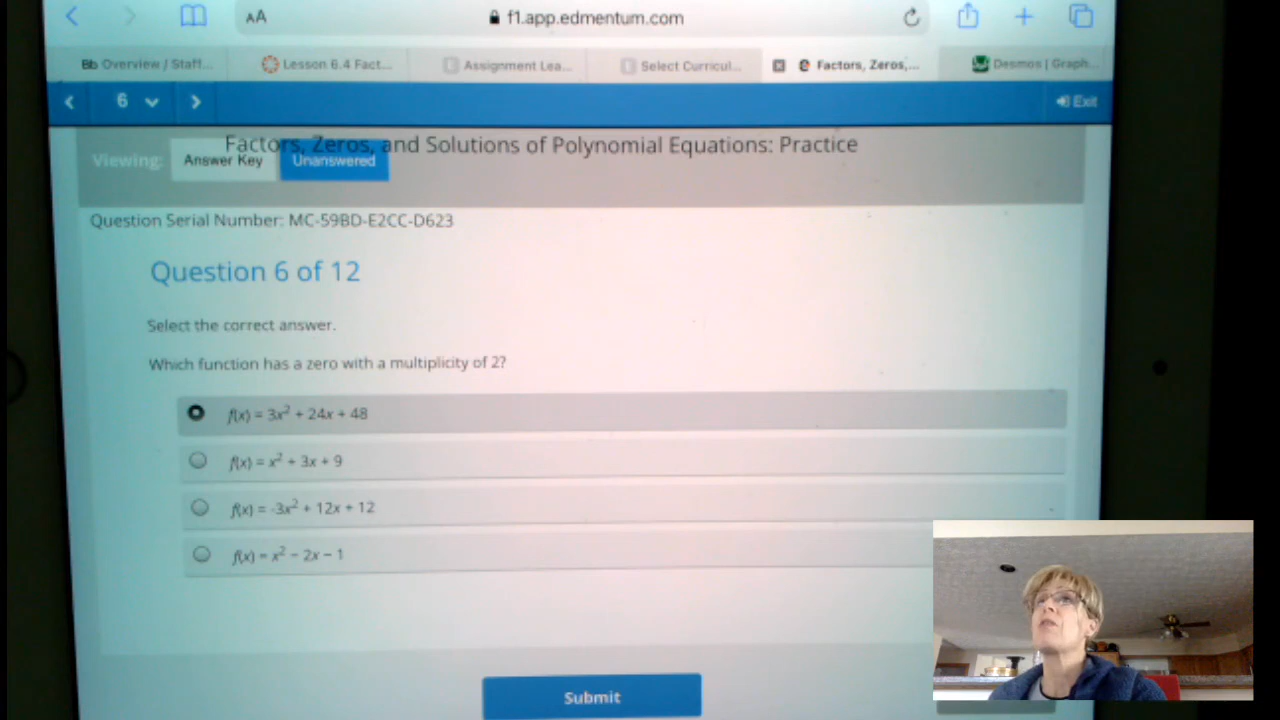 AA
f1.app.edmentum.com
Bb Overview / Staff...
Lesson 6.4 Fact...
Assignment Lea...
Select Curricul...
Factors, Zeros,...
Desmos | Graph...
6
Exit
Factors, Zeros, and Solutions of Polynomial Equations: Practice
Viewing:
Answer Key
Unanswered
Question Serial Number: MC-59BD-E2CC-D623
Question 6 of 12
Select the correct answer.
Which function has a zero with a multiplicity of 2?
f(x) = 3x² + 24x + 48
f(x) = x² + 3x + 9
f(x) = -3x² + 12x + 12
f(x) = x² − 2x − 1
Submit